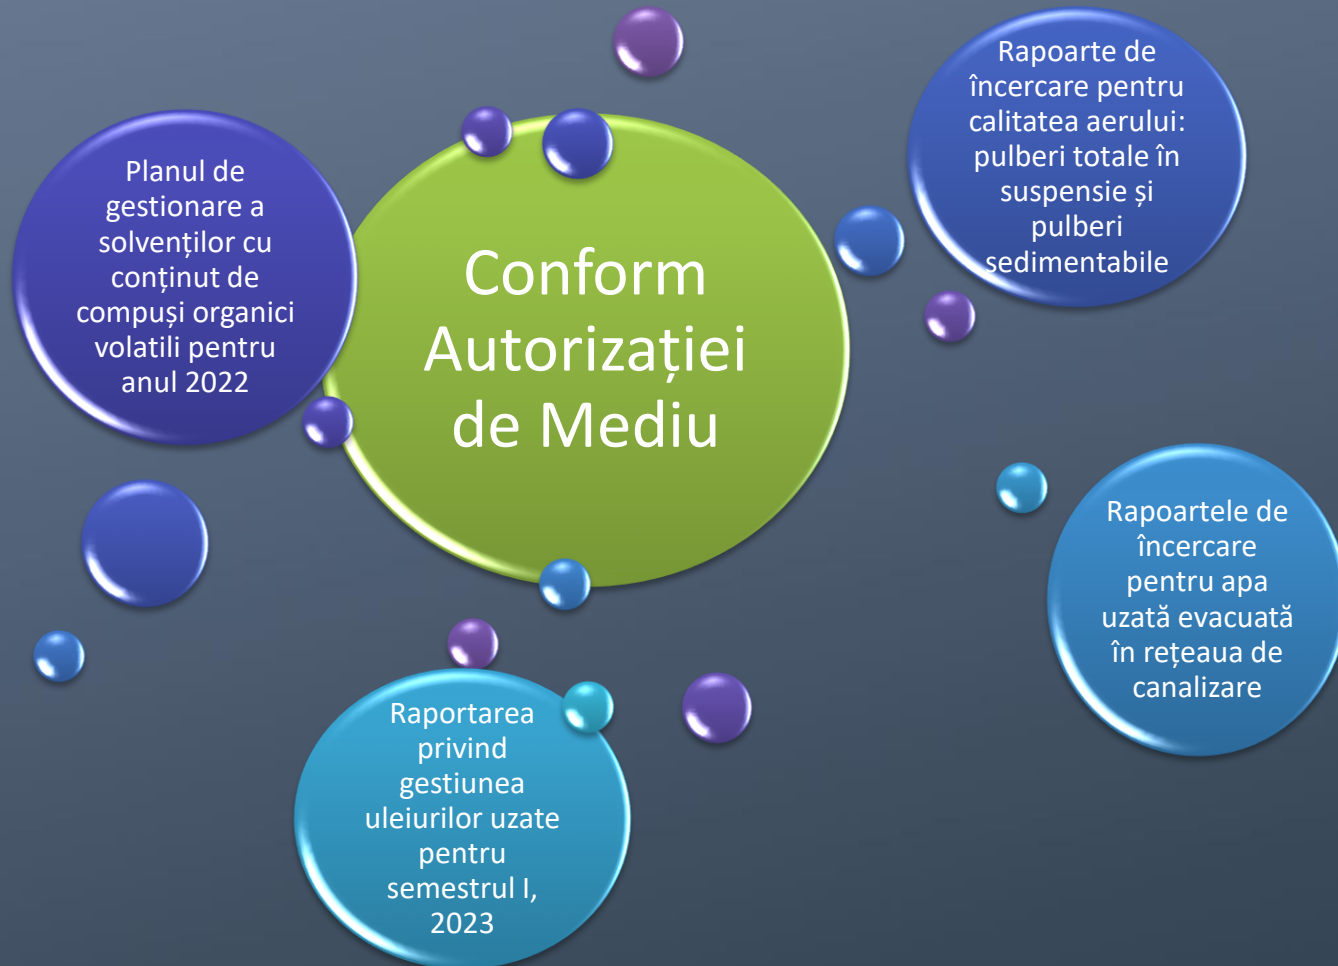 Conform
Autorizației
de Mediu
Planul de
gestionare a
solvenților cu
conținut de
compuși organici
volatili pentru
anul 2022
Rapoarte de
încercare pentru
calitatea aerului:
pulberi totale în
suspensie și
pulberi
sedimentabile
Rapoartele de
încercare
pentru apa
uzată evacuată
în rețeaua de
canalizare
Raportarea
privind
gestiunea
uleiurilor uzate
pentru
semestrul I,
2023